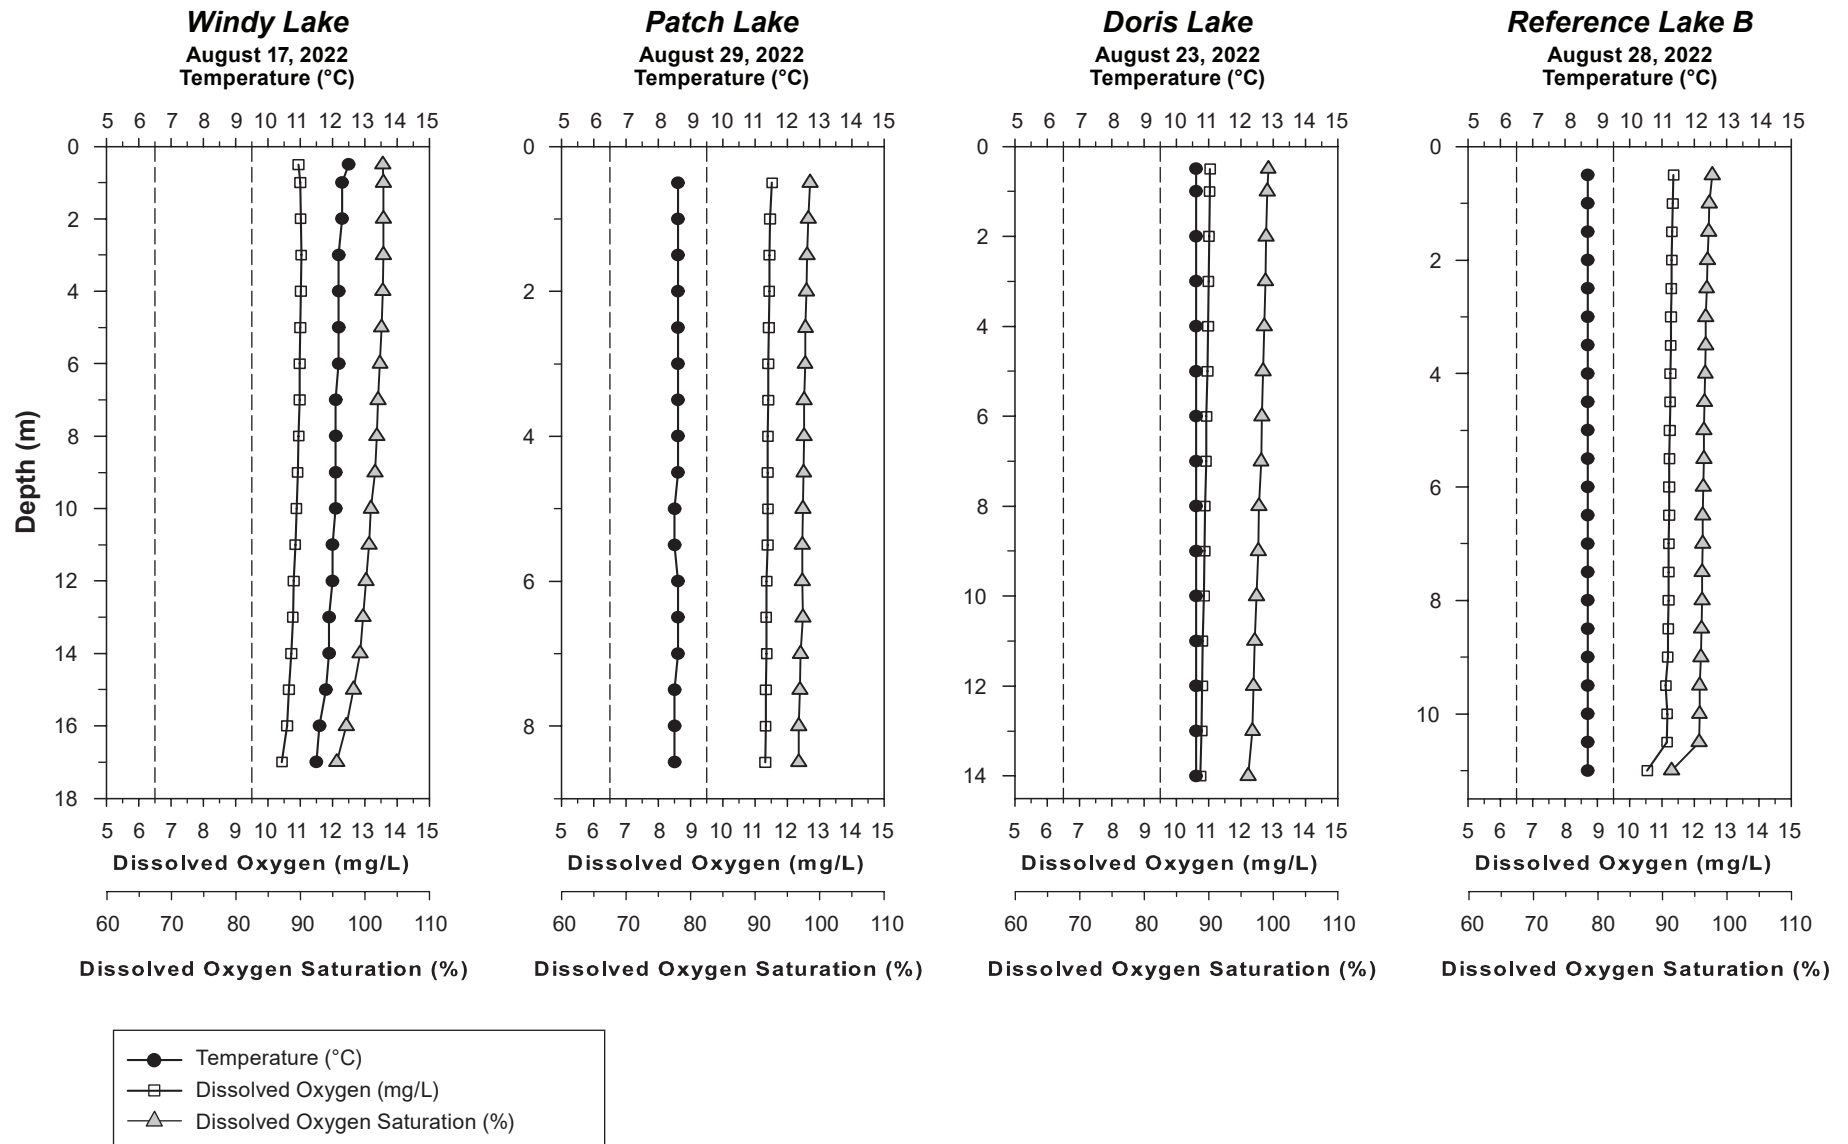 Windy Lake
August 17, 2022
Temperature (°C)
5 6 7 8 9 10 11 12 13 14 15
0
2
4
6
8
10
12
14
16
18
Depth (m)
5 6 7 8 9 10 11 12 13 14 15
Dissolved Oxygen (mg/L)
60 70 80 90 100 110
Dissolved Oxygen Saturation (%)
Patch Lake
August 29, 2022
Temperature (°C)
5 6 7 8 9 10 11 12 13 14 15
0
2
4
6
8
5 6 7 8 9 10 11 12 13 14 15
Dissolved Oxygen (mg/L)
60 70 80 90 100 110
Dissolved Oxygen Saturation (%)
Doris Lake
August 23, 2022
Temperature (°C)
5 6 7 8 9 10 11 12 13 14 15
0
2
4
6
8
10
12
14
5 6 7 8 9 10 11 12 13 14 15
Dissolved Oxygen (mg/L)
60 70 80 90 100 110
Dissolved Oxygen Saturation (%)
Reference Lake B
August 28, 2022
Temperature (°C)
5 6 7 8 9 10 11 12 13 14 15
0
2
4
6
8
10
5 6 7 8 9 10 11 12 13 14 15
Dissolved Oxygen (mg/L)
60 70 80 90 100 110
Dissolved Oxygen Saturation (%)
Temperature (°C)
Dissolved Oxygen (mg/L)
Dissolved Oxygen Saturation (%)